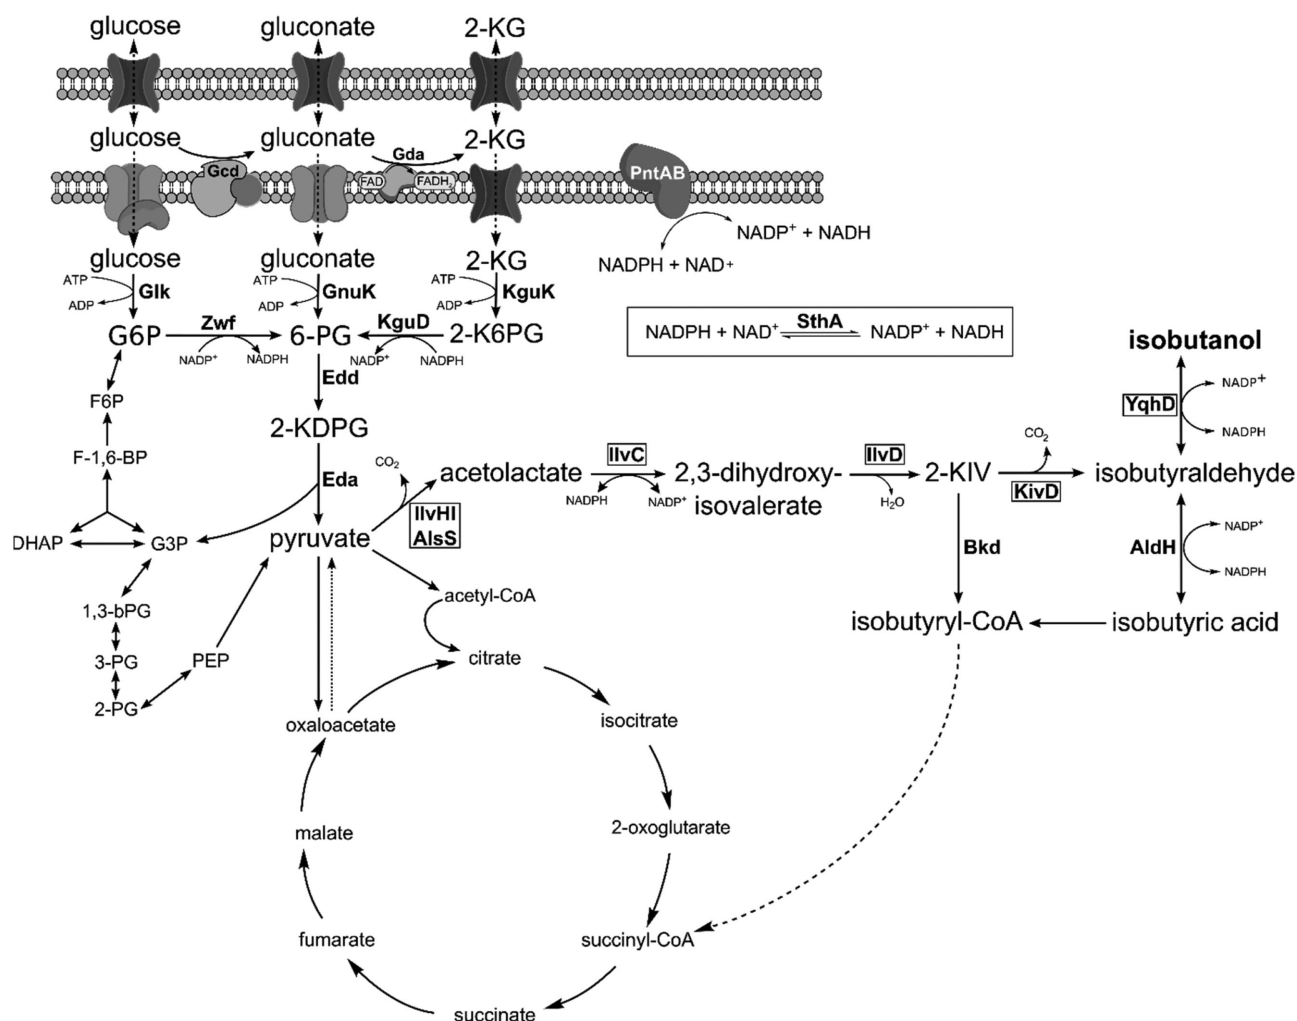 glucose gluconate 2-KG
glucose gluconate 2-KG
Gda
Gcd FAD FADH2 PntAB
NADP+ + NADH
glucose gluconate 2-KG NADPH + NAD+
ATP ATP ATP
Glk GnuK KguK
ADP ADP ADP
Zwf KguD
G6P 6-PG 2-K6PG
NADP+ NADPH NADP+ NADPH
SthA
NADPH + NAD+ NADP+ + NADH
isobutanol
Edd
NADP+
F6P YqhD
2-KDPG NADPH
F-1,6-BP CO2 CO2
IlvC IlvD
acetolactate 2,3-dihydroxy- 2-KIV isobutyraldehyde
isovalerate
Eda NADPH NADP+ H2O KivD
IlvHI
AlsS
DHAP G3P pyruvate Bkd AldH NADP+
NADPH
acetyl-CoA
1,3-bPG isobutyryl-CoA isobutyric acid
3-PG PEP citrate
2-PG
oxaloacetate isocitrate
malate 2-oxoglutarate
fumarate succinyl-CoA
succinate